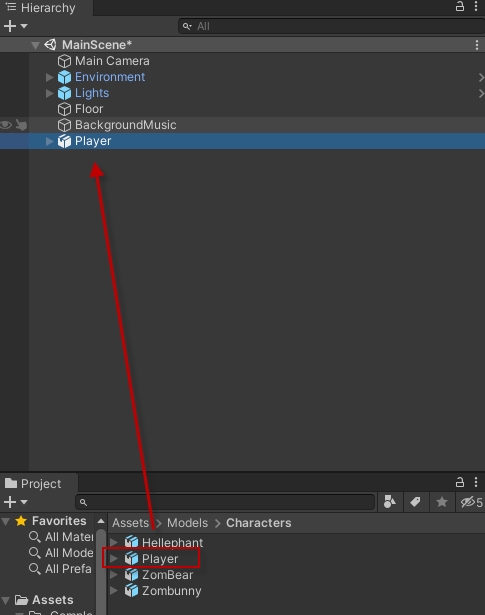 Hierarchy
All
MainScene*
Main Camera
Environment
Lights
Floor
BackgroundMusic
Player
Project
5
Favorites
All Mater
All Mode
All Prefa
Assets
Assets > Models > Characters
Hellephant
Player
ZomBear
Zombunny